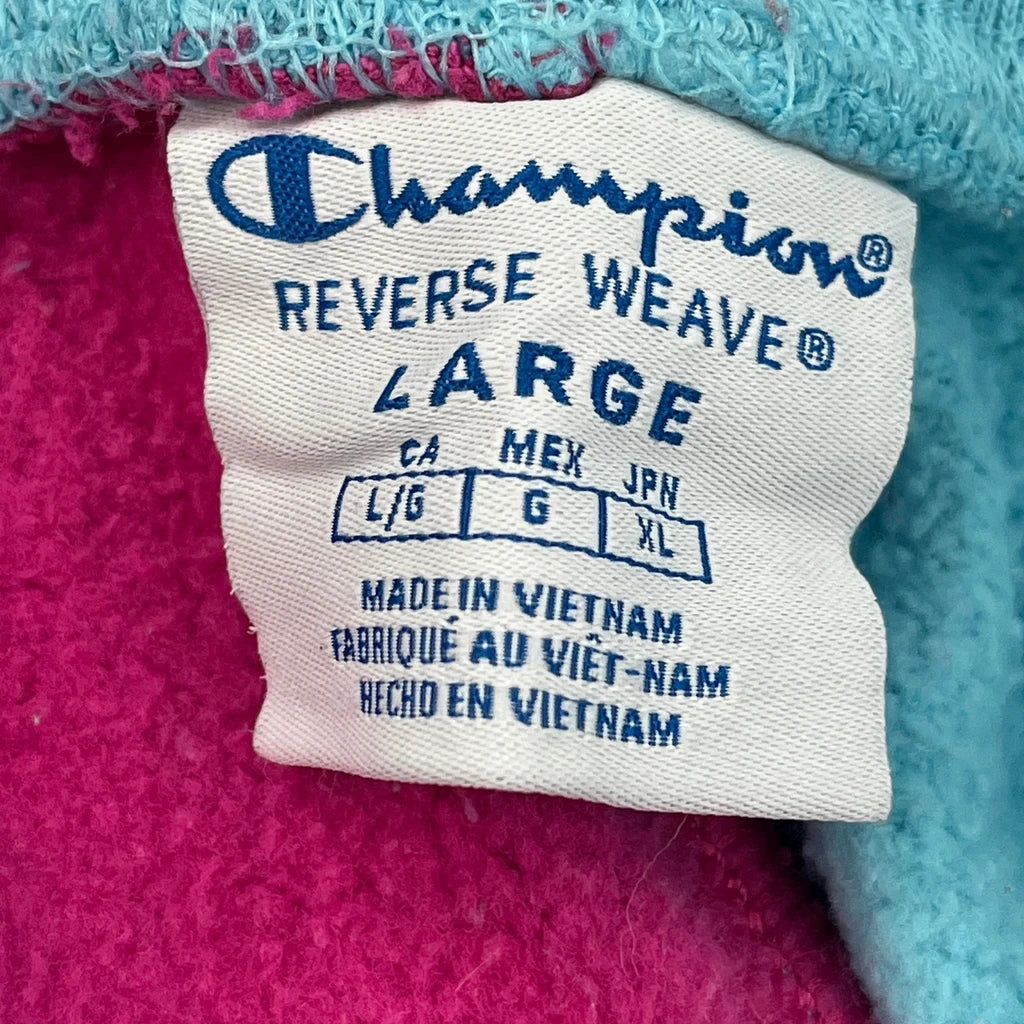 Champion®
REVERSE WEAVE®
LARGE
CA MEX JPN
L/G G XL
MADE IN VIETNAM
FABRIQUÉ AU VIÊT-NAM
HECHO EN VIETNAM